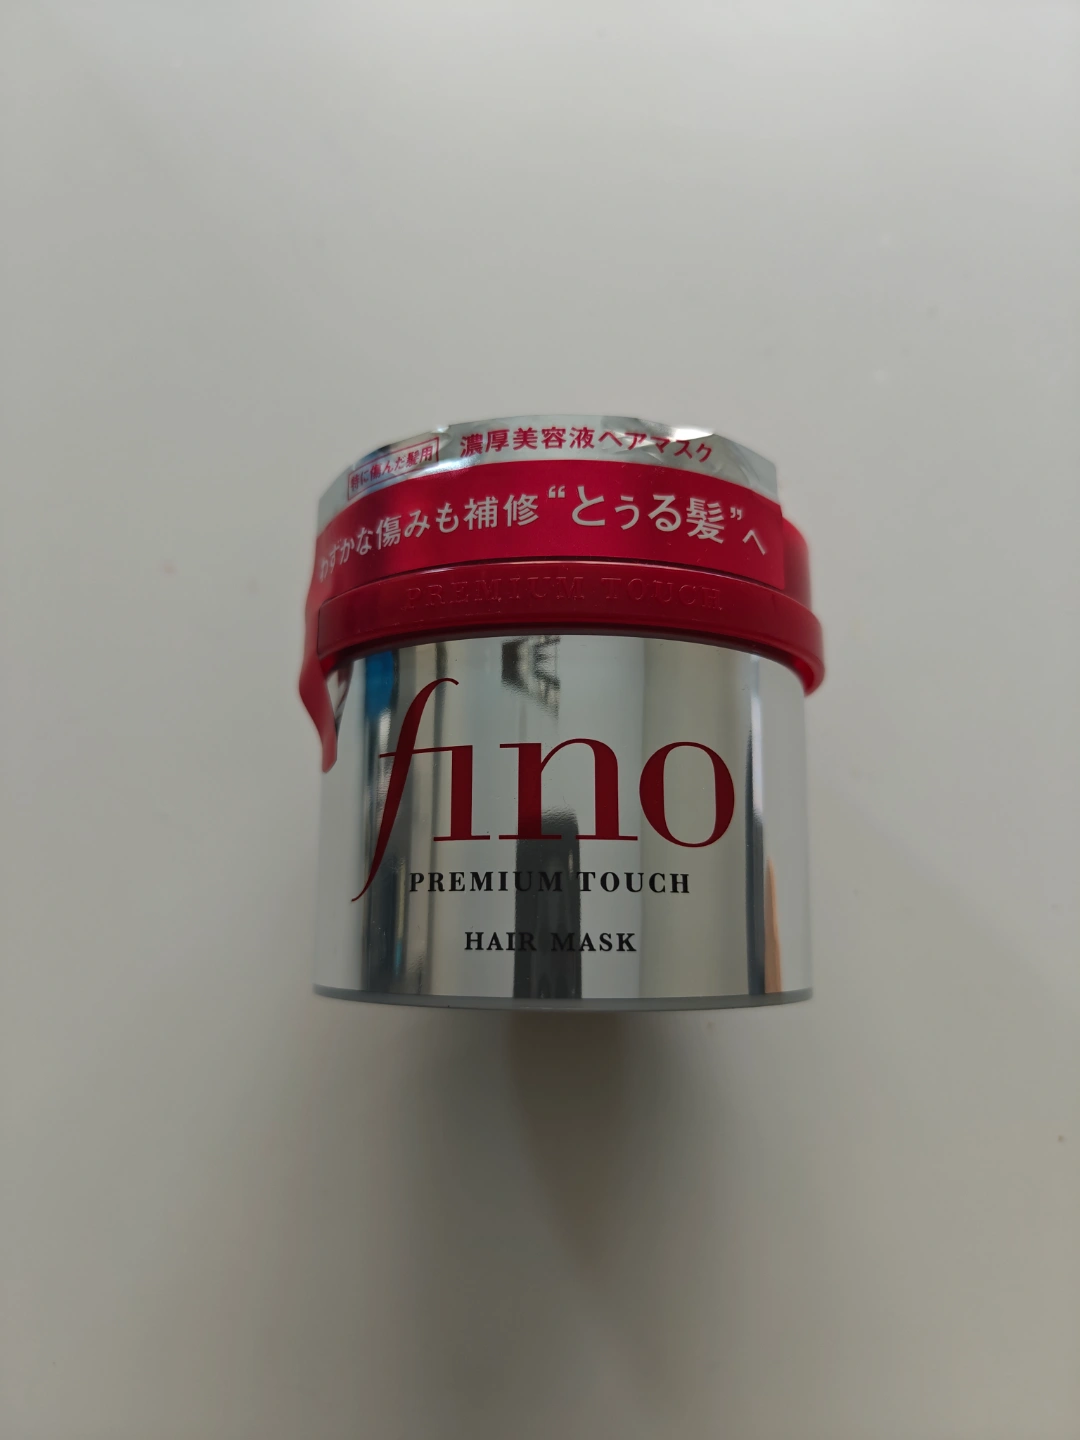 特に傷んだ髪用 濃厚美容液ヘアマスク
わずかな傷みも補修“とぅる髪”へ
PREMIUM TOUCH
fino
PREMIUM TOUCH
HAIR MASK